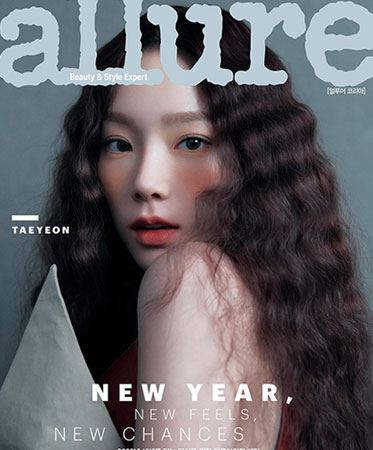 allure
Beauty & Style Expert
[얼루어 코리아]
TAEYEON
NEW YEAR,
NEW FEELS,
NEW CHANCES